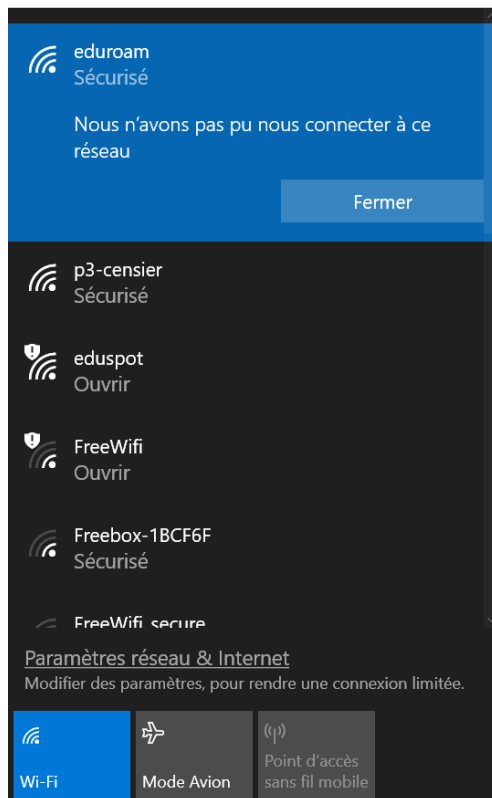 eduroam
Sécurisé
Nous n'avons pas pu nous connecter à ce
réseau
Fermer
p3-censier
Sécurisé
eduspot
Ouvrir
FreeWifi
Ouvrir
Freebox-1BCF6F
Sécurisé
FreeWifi_secure
Paramètres réseau & Internet
Modifier des paramètres, pour rendre une connexion limitée.
Wi-Fi
Mode Avion
Point d'accès
sans fil mobile